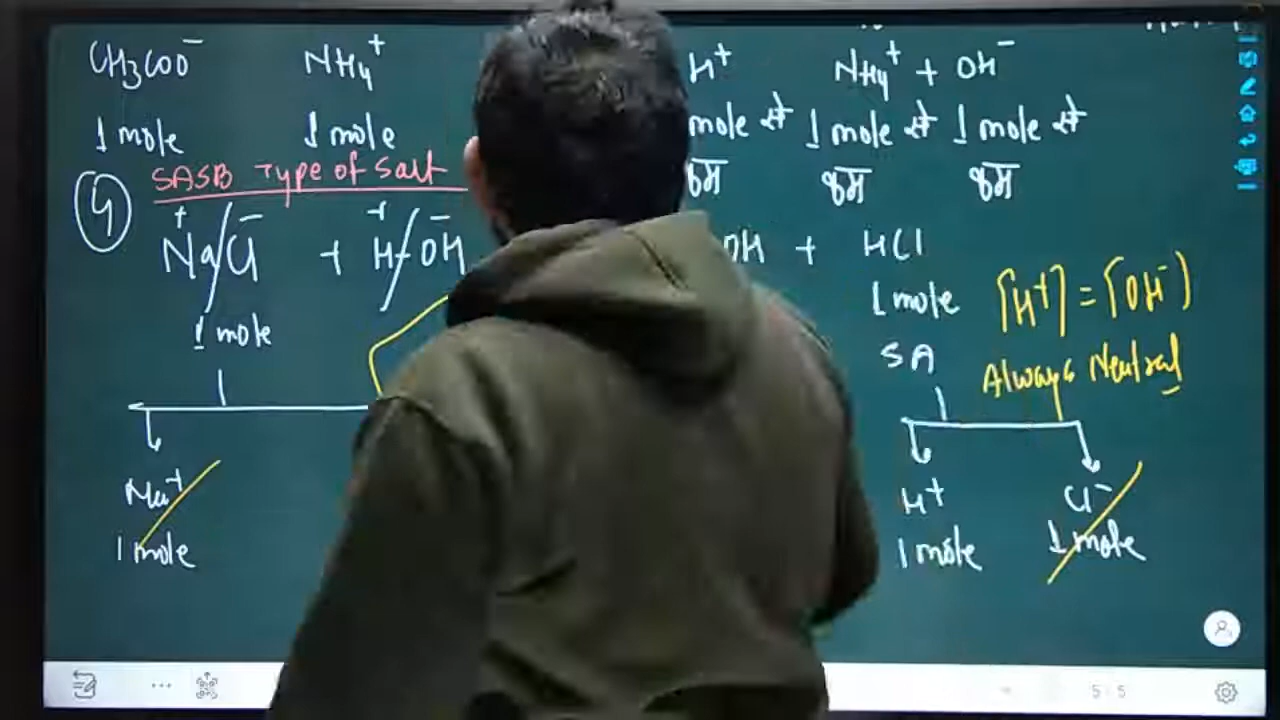 CH3COO⁻ NH4⁺ H⁺ NH4⁺ + OH⁻
1 mole 1 mole mole से 1 mole से 1 mole से
कम कम कम
4 SASB Type of Salt
Na⁺/Cl⁻ + H⁺/OH⁻ OH + HCl
1 mole 1 mole [H⁺] = [OH⁻]
SA Always Neutral
Na⁺ H⁺ Cl⁻
1 mole 1 mole 1 mole
5 5